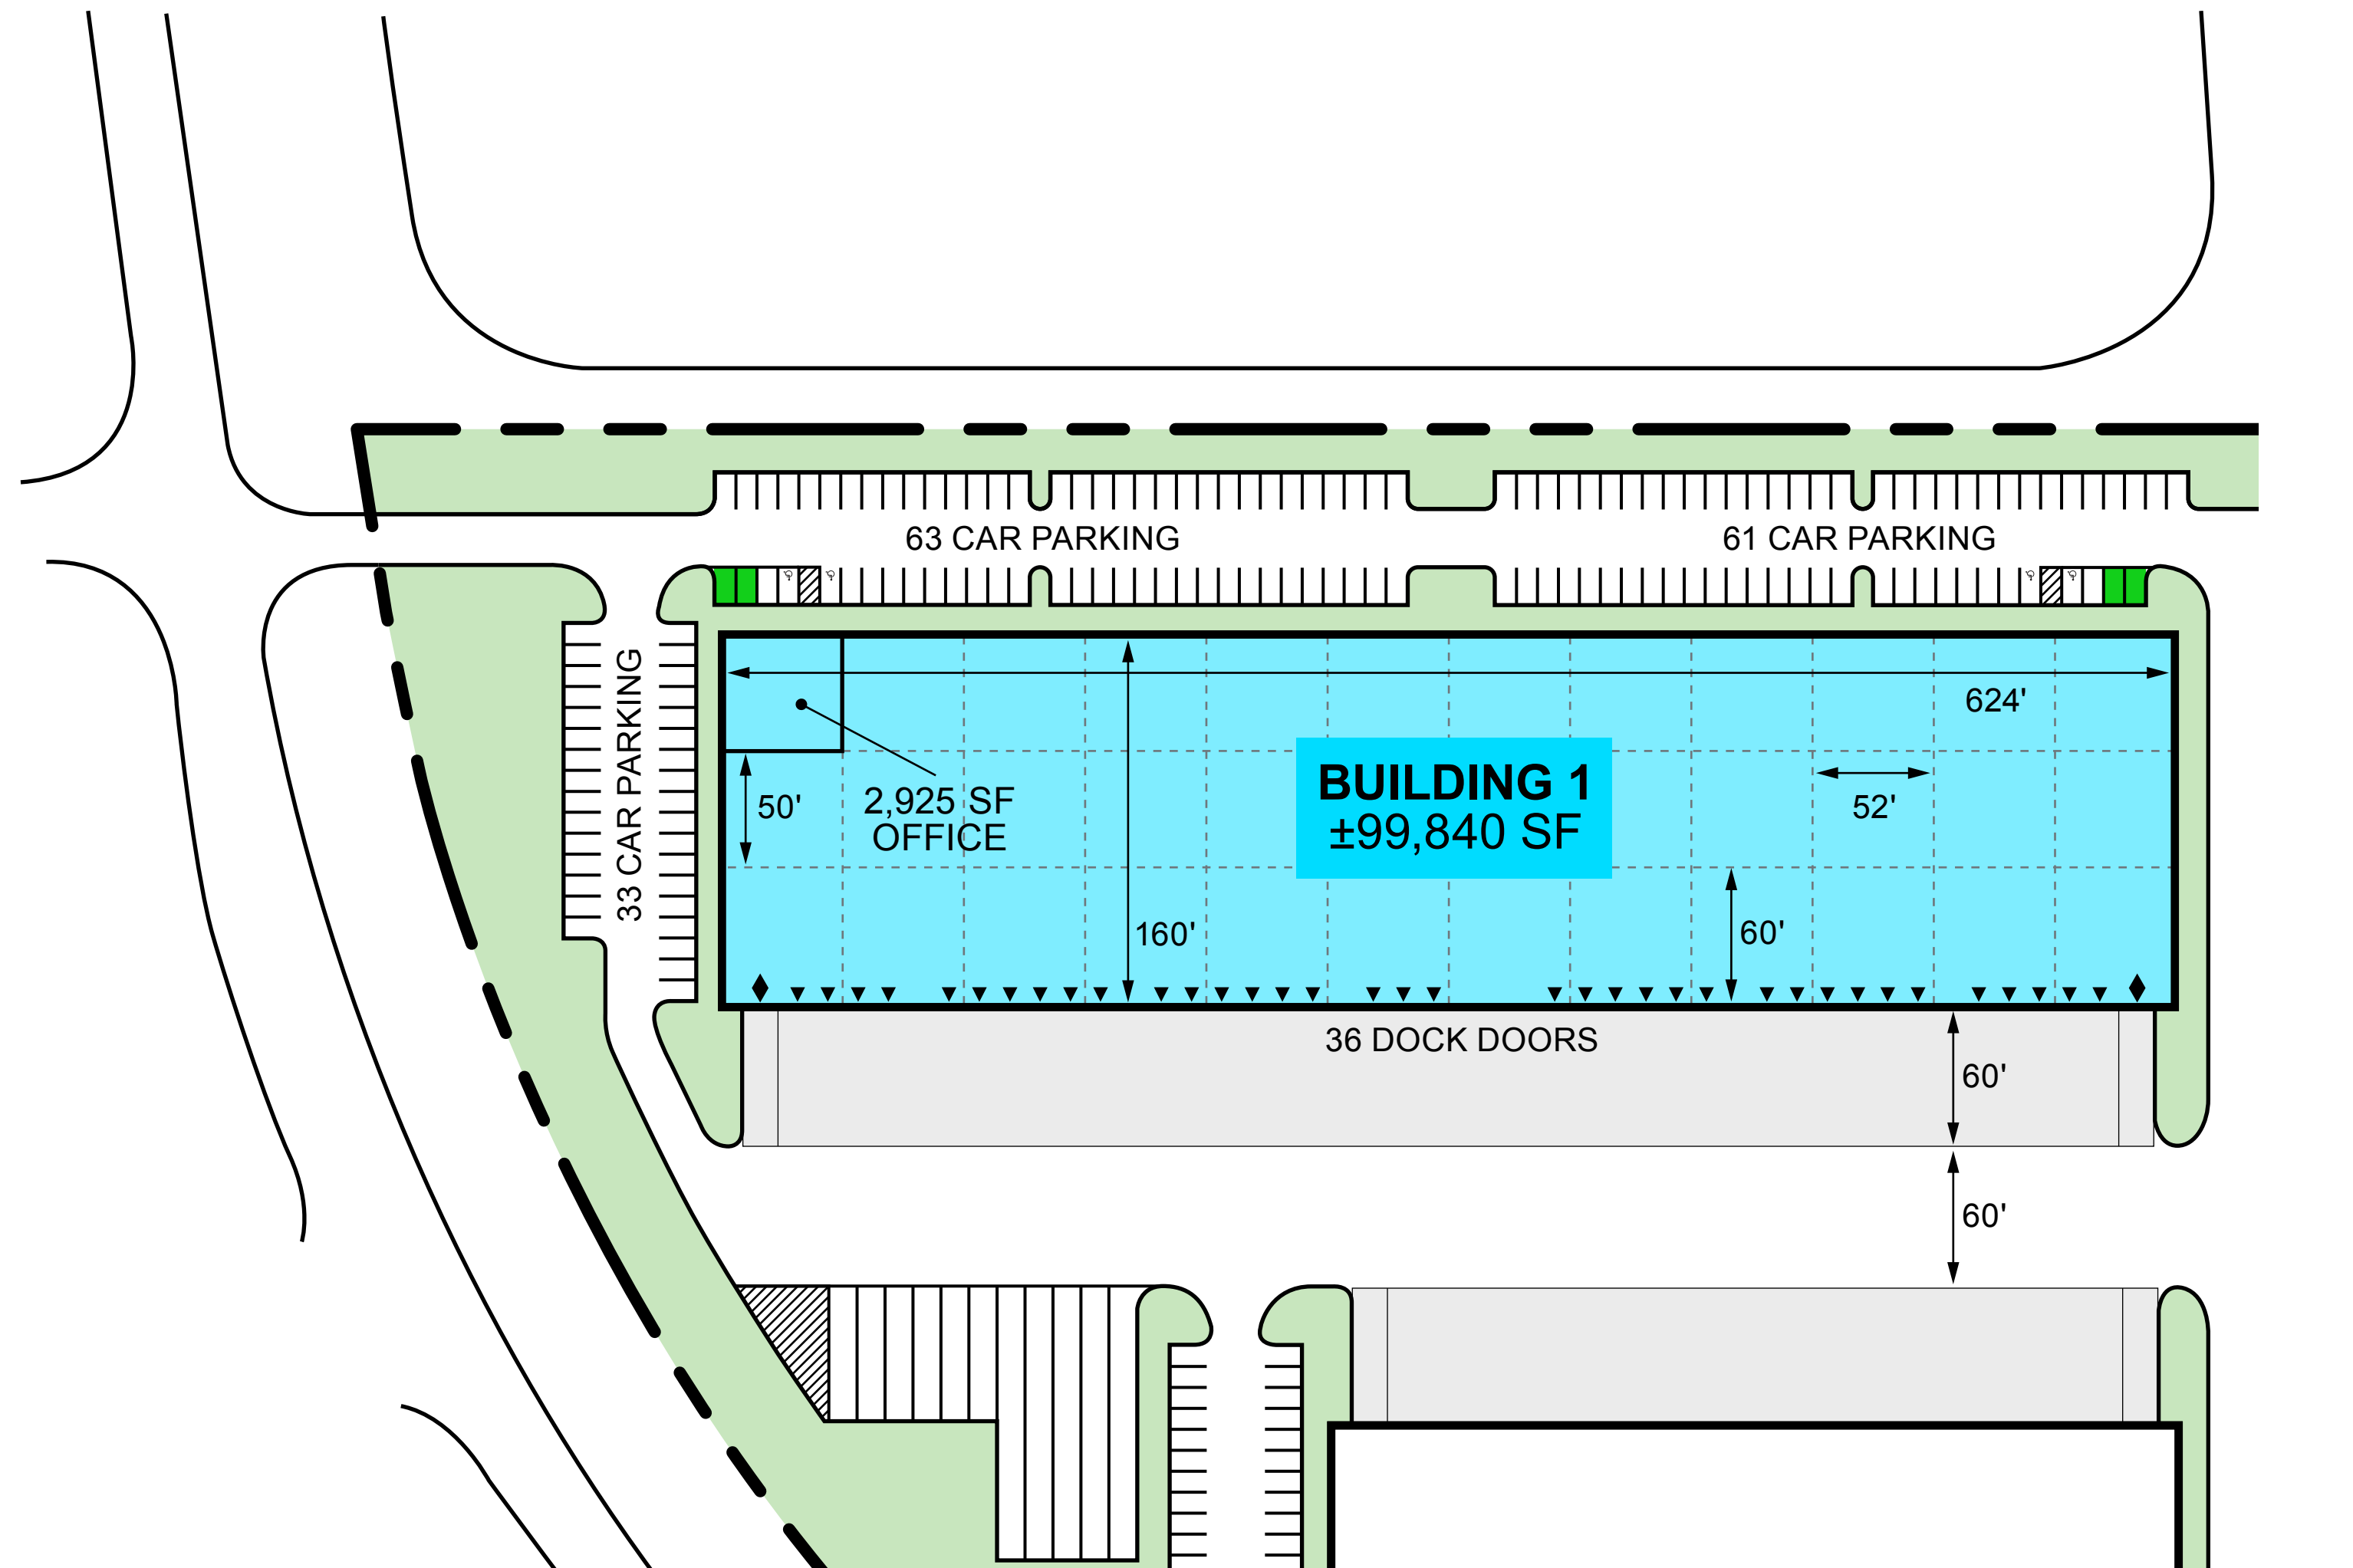 63 CAR PARKING
61 CAR PARKING
33 CAR PARKING
624'
BUILDING 1
±99,840 SF
50'
2,925 SF
OFFICE
52'
160'
60'
36 DOCK DOORS
60'
60'